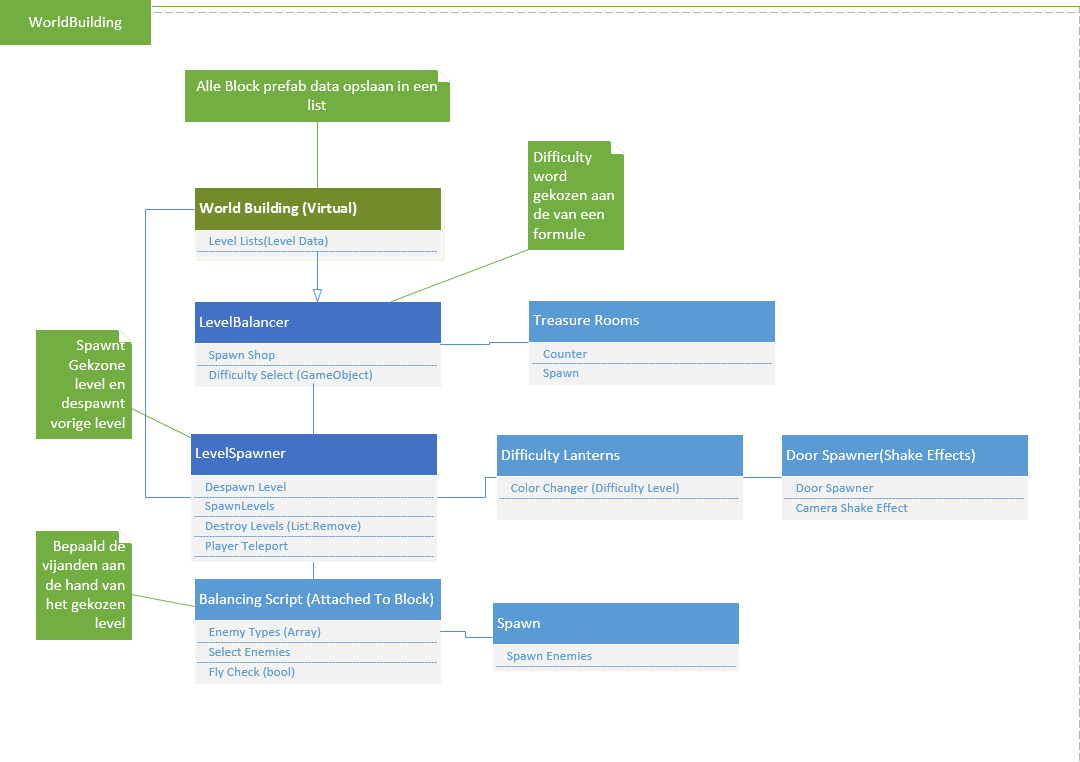 WorldBuilding
Alle Block prefab data opslaan in een
list
Difficulty
word
gekozen aan
de van een
formule
World Building (Virtual)
Level Lists(Level Data)
LevelBalancer
Spawn Shop
Difficulty Select (GameObject)
Treasure Rooms
Counter
Spawn
Spawnt
Gekzone
level en
despawnt
vorige level
LevelSpawner
Despawn Level
SpawnLevels
Destroy Levels (List.Remove)
Player Teleport
Difficulty Lanterns
Color Changer (Difficulty Level)
Door Spawner(Shake Effects)
Door Spawner
Camera Shake Effect
Bepaald de
vijanden aan
de hand van
het gekozen
level
Balancing Script (Attached To Block)
Enemy Types (Array)
Select Enemies
Fly Check (bool)
Spawn
Spawn Enemies